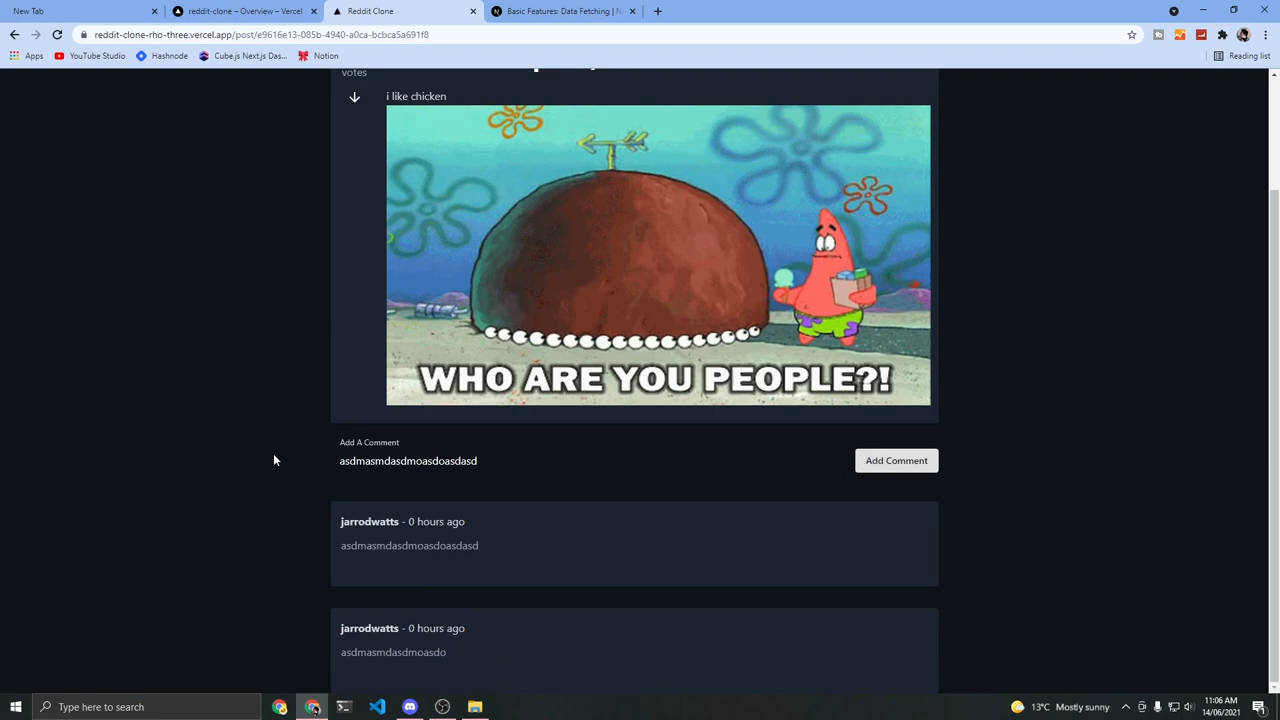 New Tab
reddit-clone – Overview – Vercel
Reddit Clone
Basic Features: Data Fetching | N
reddit-clone-rho-three.vercel.app/post/e9616e13-085b-4940-a0ca-bcbca5a691f8
Apps
YouTube Studio
Hashnode
Cube.js Next.js Das...
Notion
Reading list
votes
i like chicken
WHO ARE YOU PEOPLE?!
Add A Comment
asdmasmdasdmoasdoasdasd
Add Comment
jarrodwatts - 0 hours ago
asdmasmdasdmoasdoasdasd
jarrodwatts - 0 hours ago
asdmasmdasdmoasdo
Type here to search
13°C Mostly sunny
11:06 AM
14/06/2021